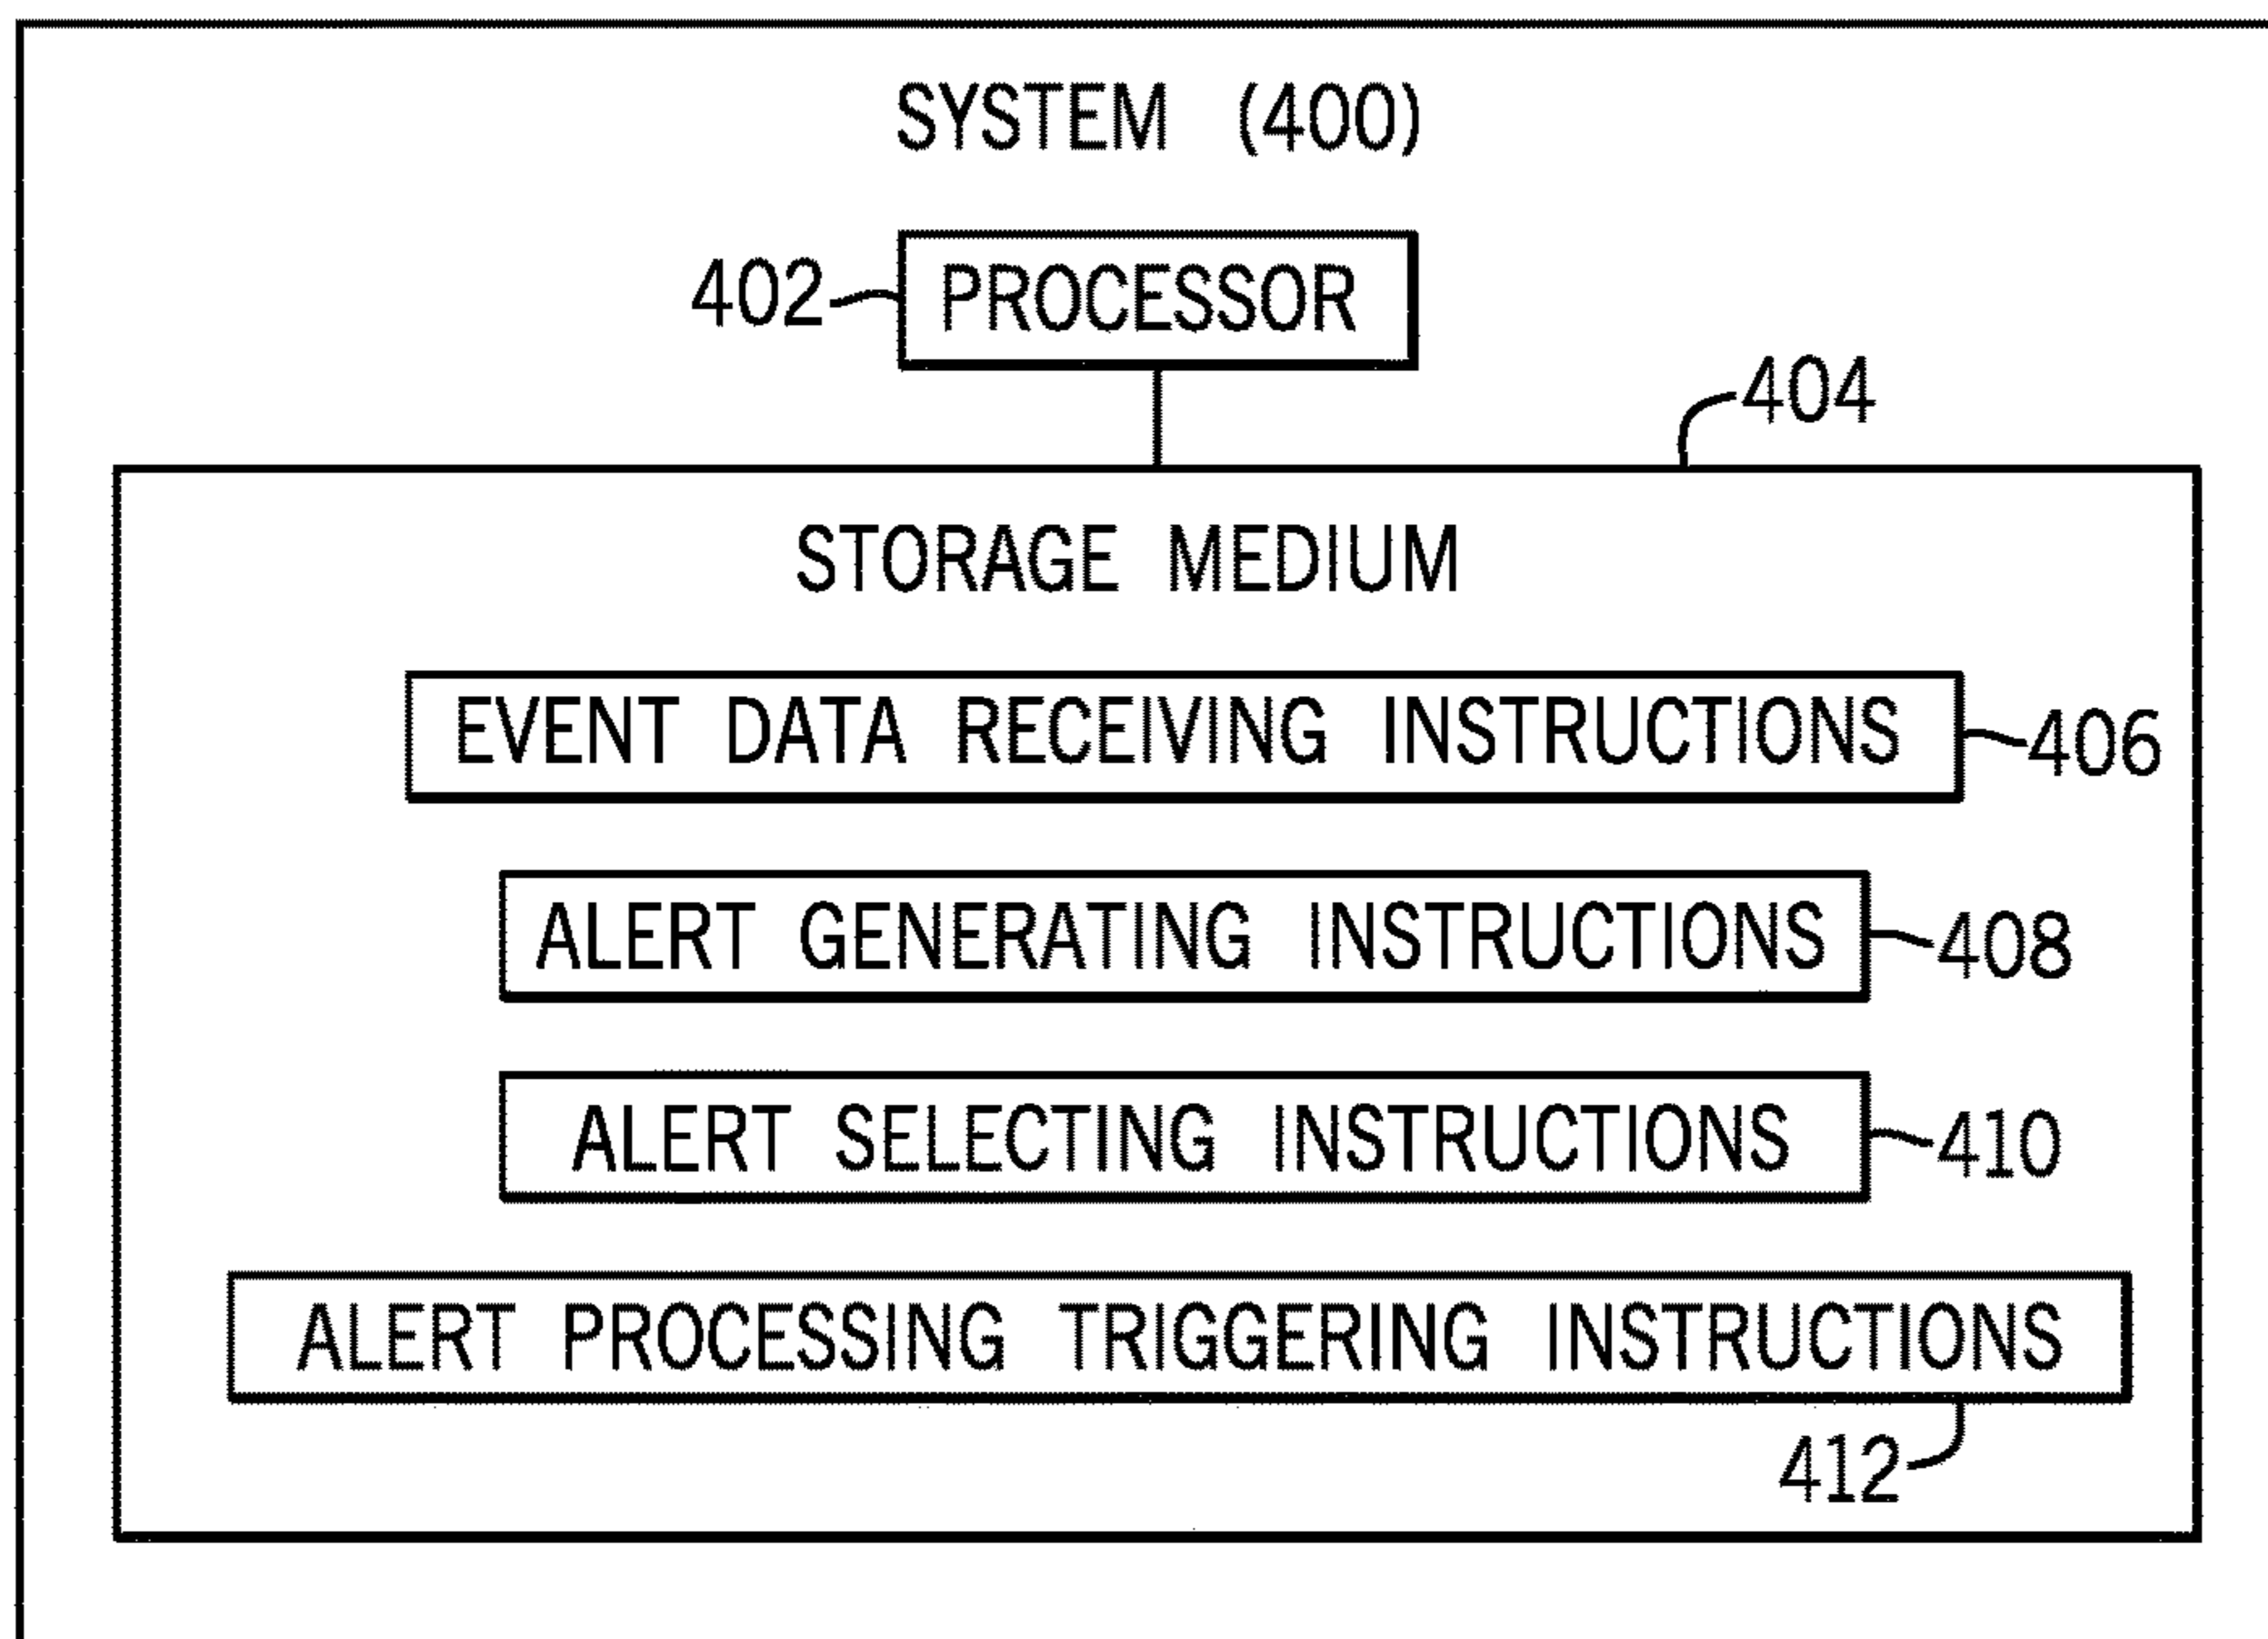 SYSTEM (400)
402 PROCESSOR
404
STORAGE MEDIUM
EVENT DATA RECEIVING INSTRUCTIONS 406
ALERT GENERATING INSTRUCTIONS 408
ALERT SELECTING INSTRUCTIONS 410
ALERT PROCESSING TRIGGERING INSTRUCTIONS
412